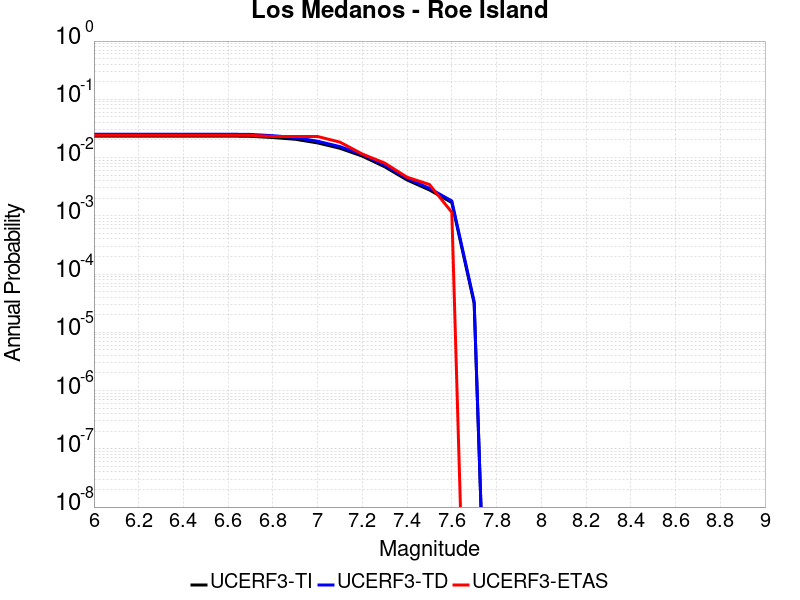 Los Medanos - Roe Island
10^0
10^-1
10^-2
10^-3
10^-4
10^-5
10^-6
10^-7
10^-8
Annual Probability
6 6.2 6.4 6.6 6.8 7 7.2 7.4 7.6 7.8 8 8.2 8.4 8.6 8.8 9
Magnitude
UCERF3-TI UCERF3-TD UCERF3-ETAS